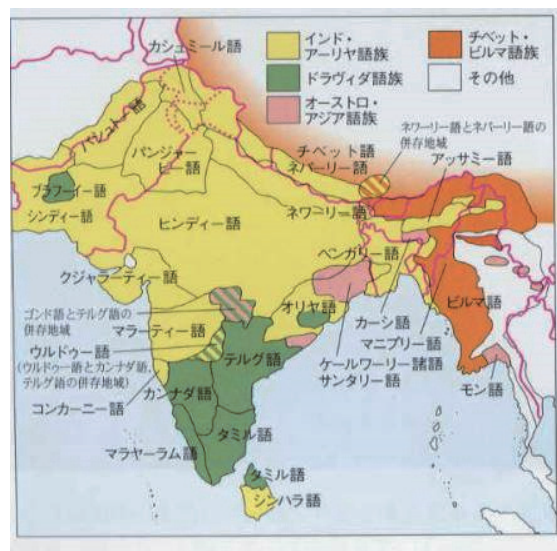 カシュミール語
インド・
アーリヤ語族
ドラヴィダ語族
オーストロ・
アジア語族
チベット・
ビルマ語族
その他
ネワーリー語とネパーリー語の
併存地域
パシュトー語
パンジャー
ビー語
チベット語
ネパーリー語
アッサミー語
ブラフーイー語
シンディー語
ヒンディー語
ネワーリー語
ベンガリー語
クジャラーティー語
ゴンド語とテルグ語の
併存地域
マラーティー語
オリヤ語
カーシ語
ビルマ語
マニプリー語
ウルドゥー語
(ウルドゥー語とカンナダ語,
テルグ語の併存地域)
テルグ語
ケールワーリー諸語
サンタリー語
モン語
カンナダ語
コンカーニー語
タミル語
マラヤーラム語
タミル語
シンハラ語